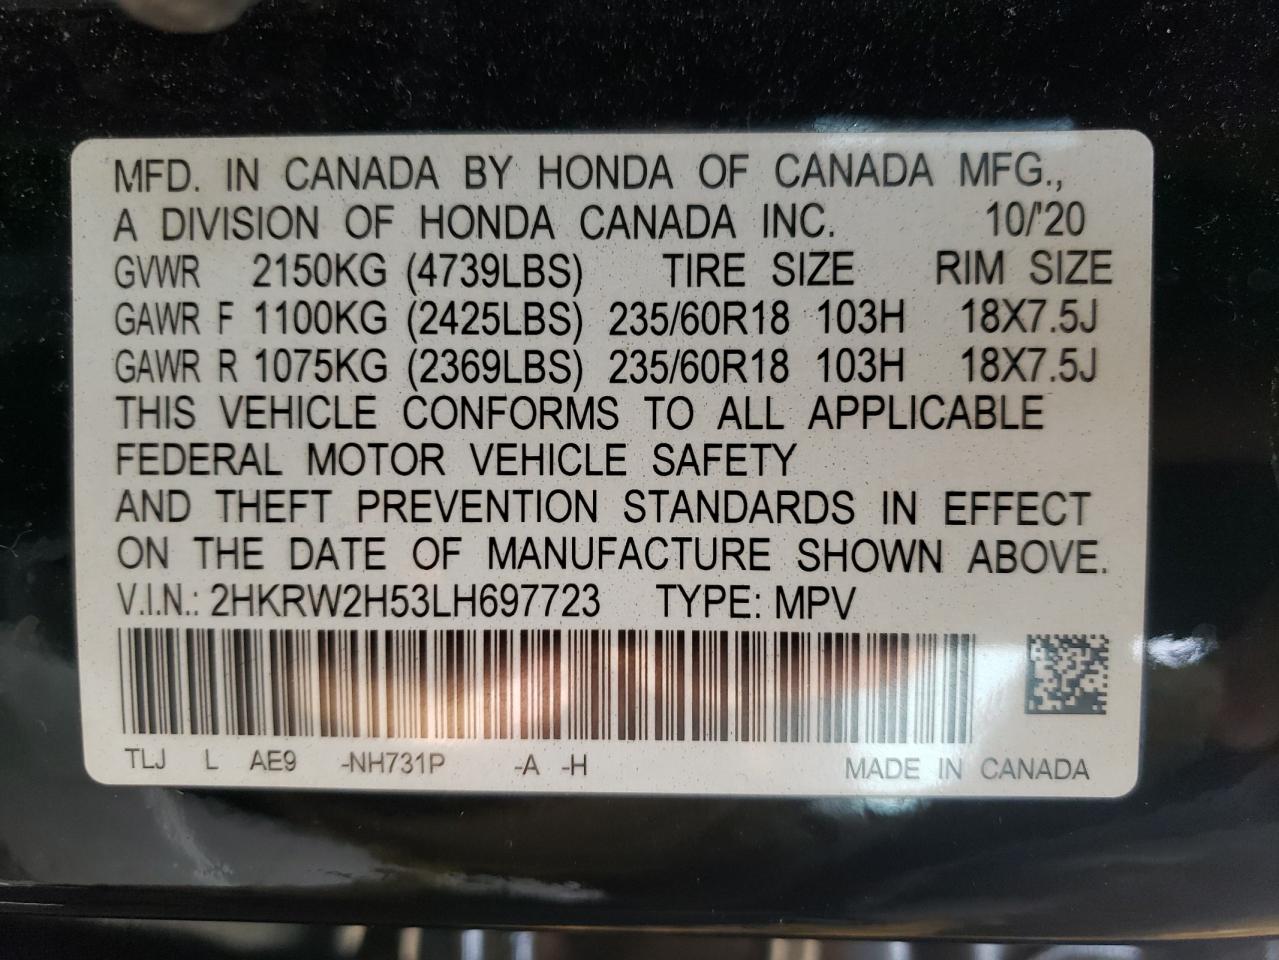 MFD. IN CANADA BY HONDA OF CANADA MFG.,
A DIVISION OF HONDA CANADA INC. 10/'20
GVWR 2150KG (4739LBS) TIRE SIZE RIM SIZE
GAWR F 1100KG (2425LBS) 235/60R18 103H 18X7.5J
GAWR R 1075KG (2369LBS) 235/60R18 103H 18X7.5J
THIS VEHICLE CONFORMS TO ALL APPLICABLE
FEDERAL MOTOR VEHICLE SAFETY
AND THEFT PREVENTION STANDARDS IN EFFECT
ON THE DATE OF MANUFACTURE SHOWN ABOVE.
V.I.N.: 2HKRW2H53LH697723 TYPE: MPV
TLJ L AE9 -NH731P -A -H MADE IN CANADA